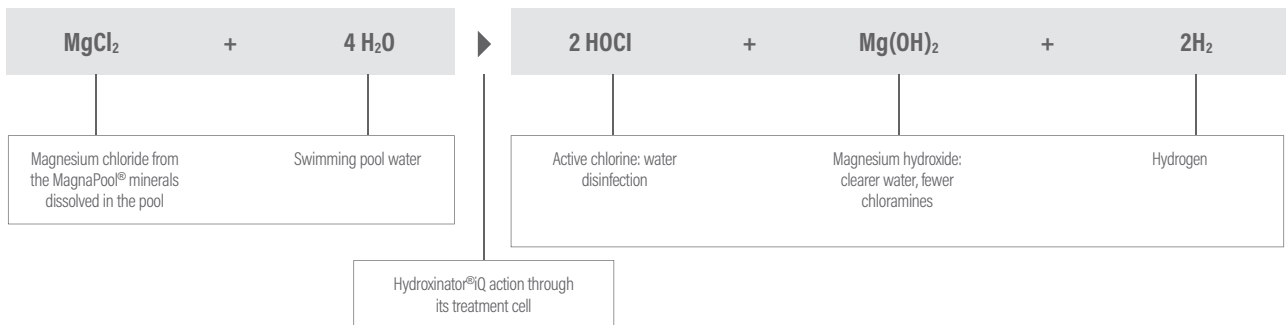 MgCl₂ + 4 H₂O ▶ 2 HOCl + Mg(OH)₂ + 2H₂
Magnesium chloride from
the MagnaPool® minerals
dissolved in the pool
Swimming pool water
Active chlorine: water
disinfection
Magnesium hydroxide:
clearer water, fewer
chloramines
Hydrogen
Hydroxinator®iQ action through
its treatment cell